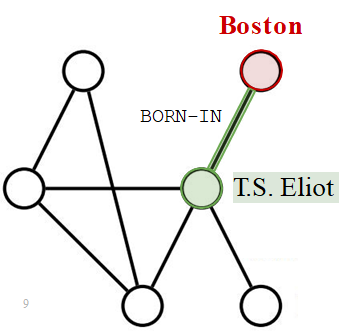 Boston
BORN-IN
T.S. Eliot
9